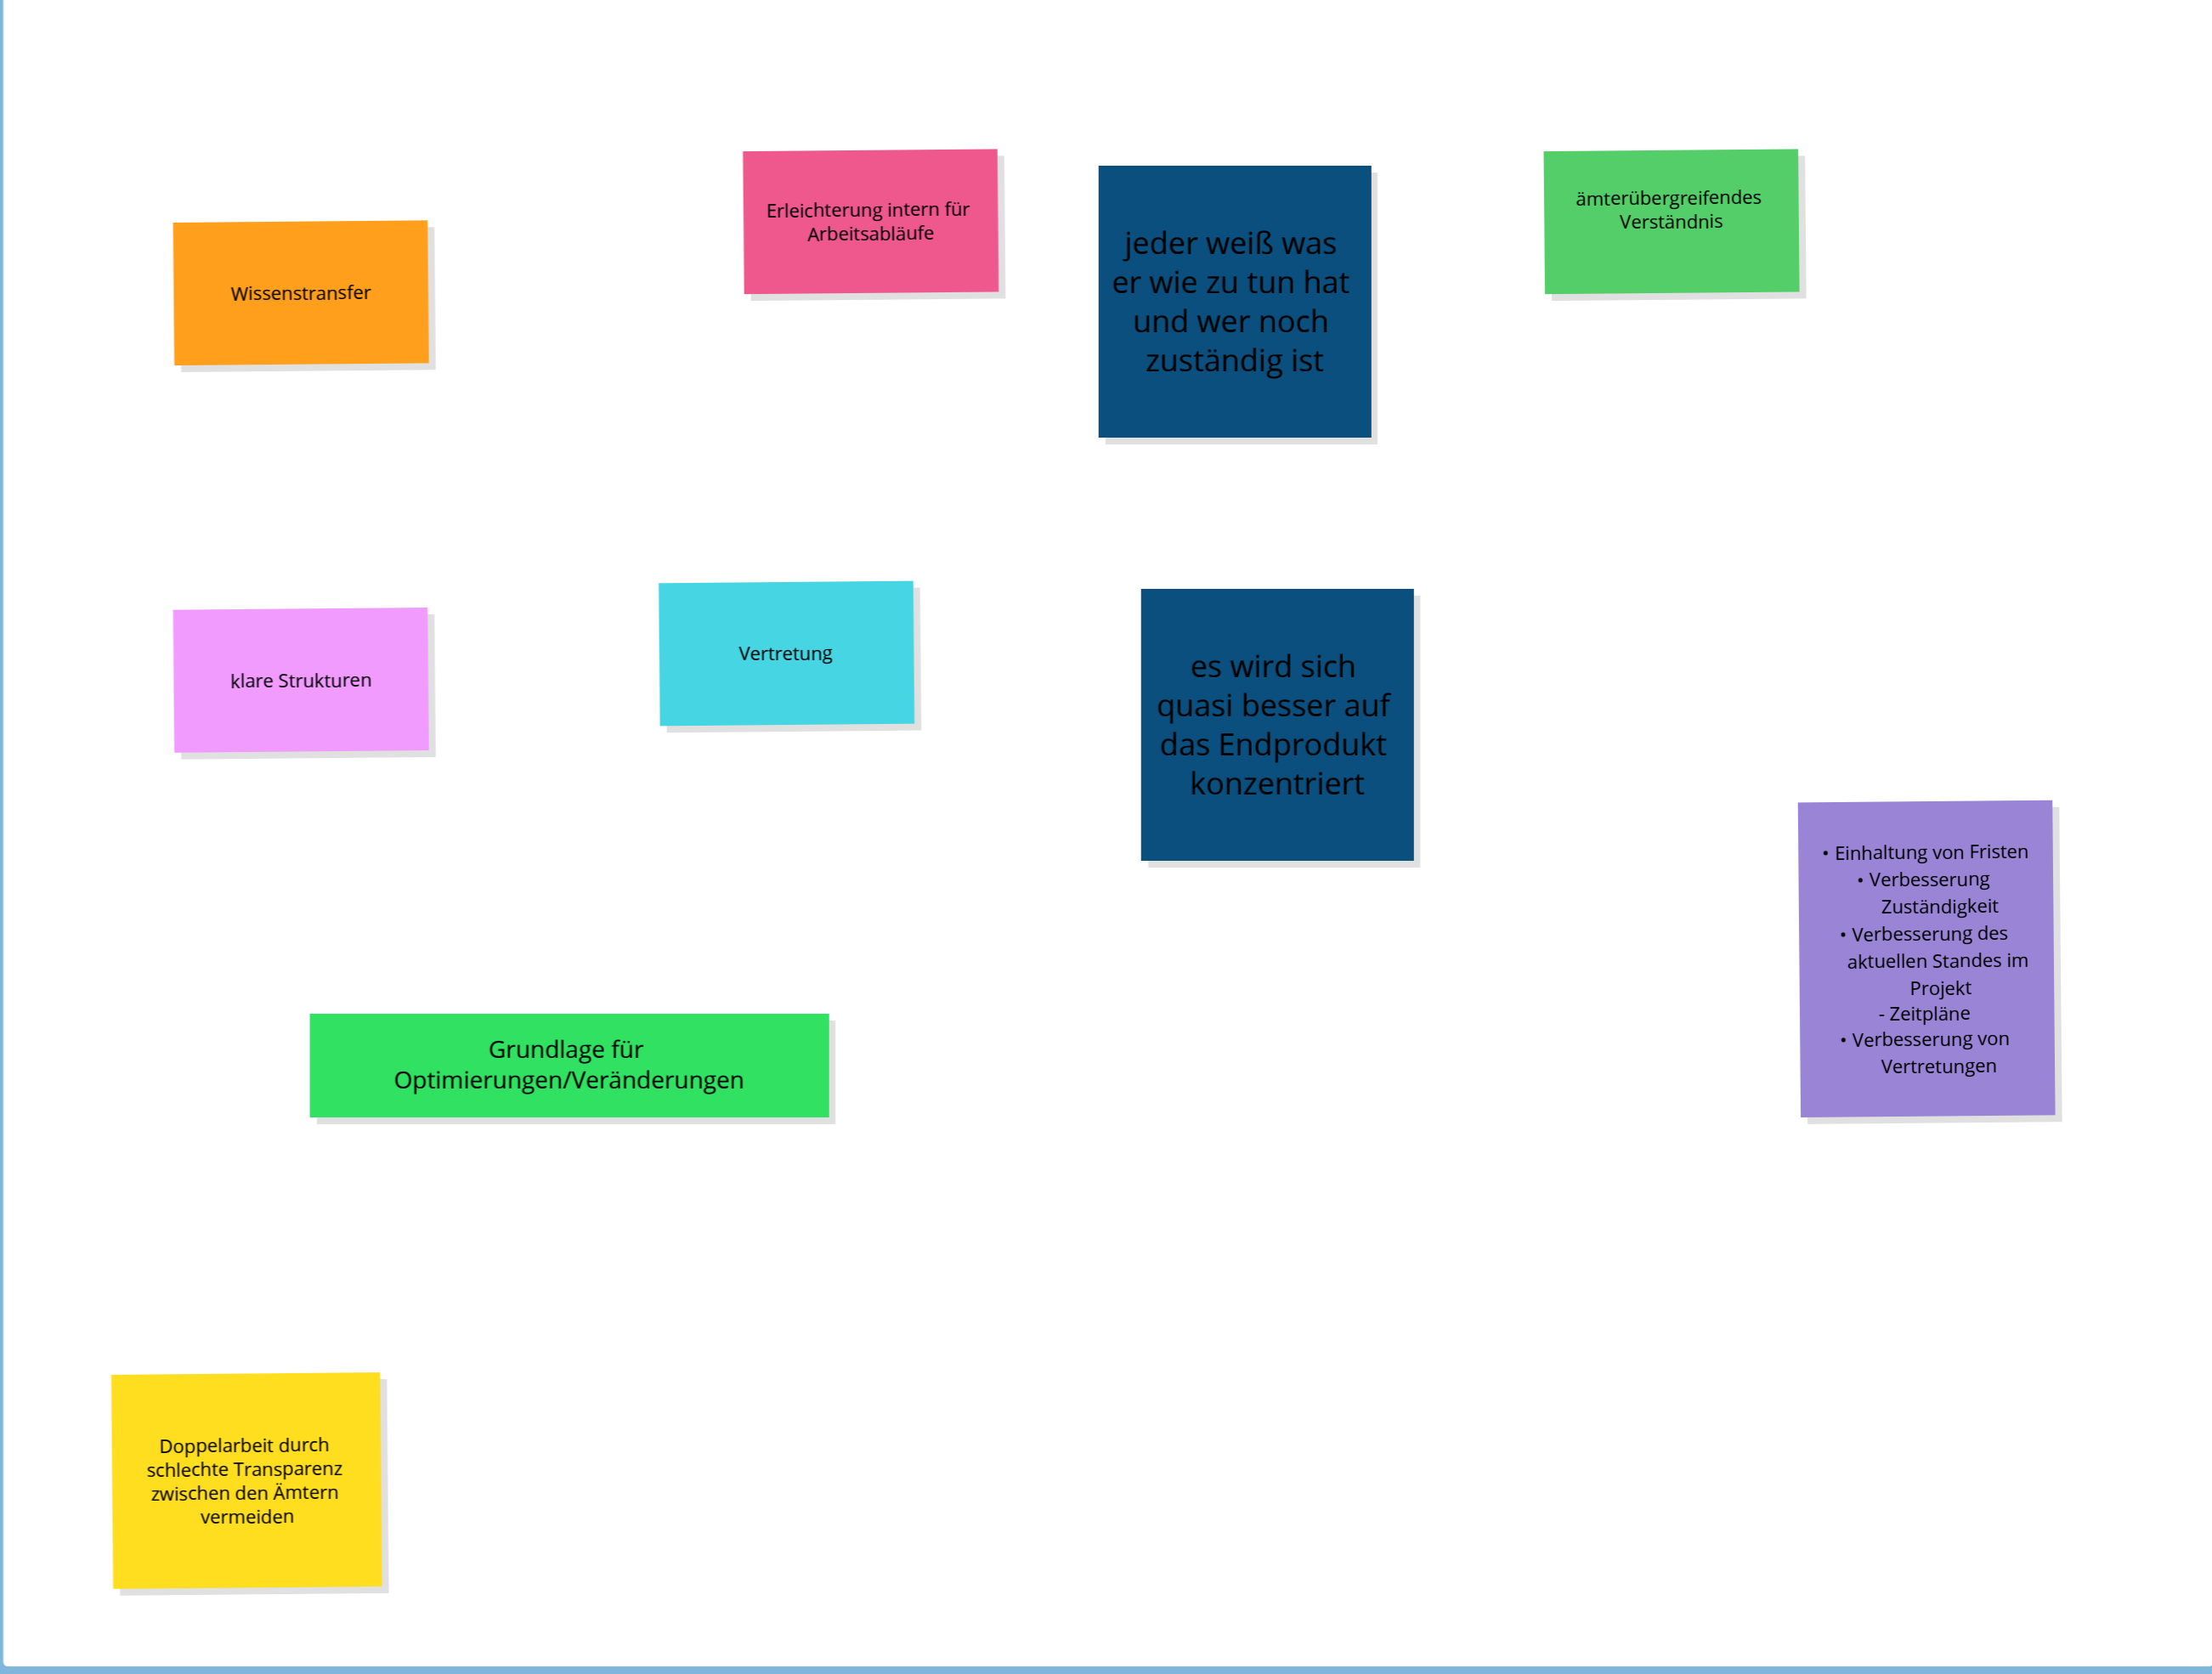 Wissenstransfer
Erleichterung intern für
Arbeitsabläufe
jeder weiß was
er wie zu tun hat
und wer noch
zuständig ist
ämterübergreifendes
Verständnis
klare Strukturen
Vertretung
es wird sich
quasi besser auf
das Endprodukt
konzentriert
• Einhaltung von Fristen
• Verbesserung
Zuständigkeit
• Verbesserung des
aktuellen Standes im
Projekt
- Zeitpläne
• Verbesserung von
Vertretungen
Grundlage für
Optimierungen/Veränderungen
Doppelarbeit durch
schlechte Transparenz
zwischen den Ämtern
vermeiden